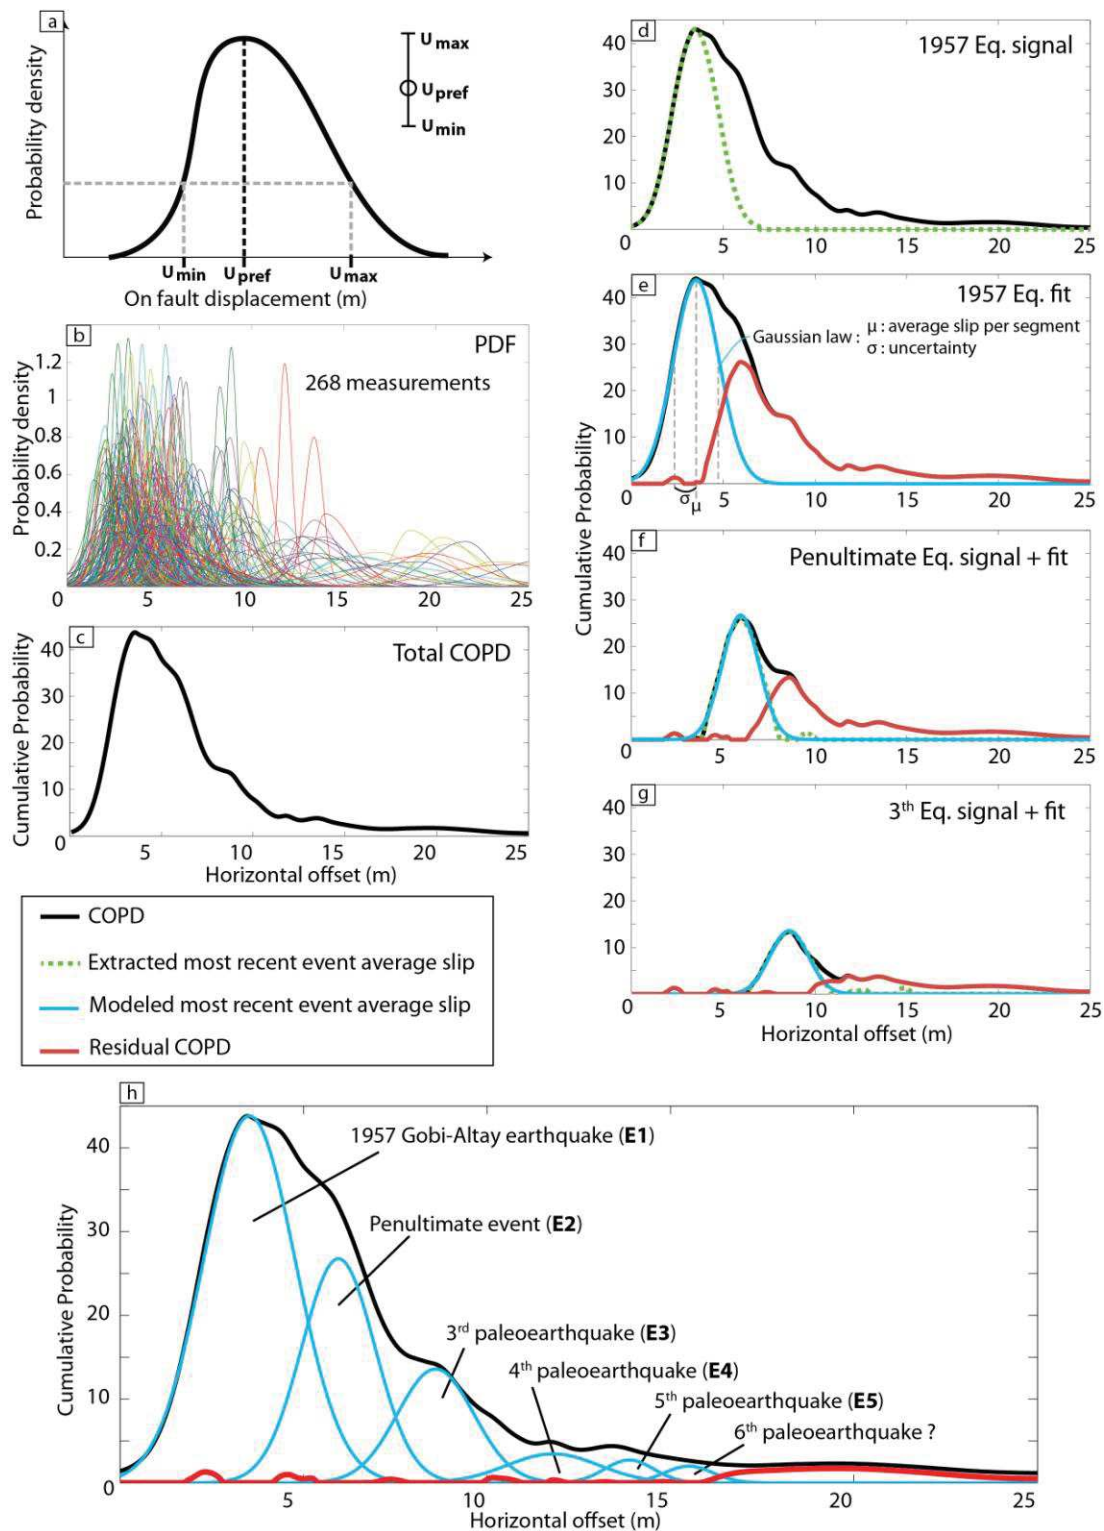 a
Probability density
U max
U pref
U min
U min U pref U max
On fault displacement (m)
b
PDF
268 measurements
Probability density
1.2
1
0.8
0.6
0.4
0.2
0 5 10 15 20 25
c
Total COPD
Cumulative Probability
40
30
20
10
0
5 10 15 20 25
Horizontal offset (m)
COPD
Extracted most recent event average slip
Modeled most recent event average slip
Residual COPD
d
1957 Eq. signal
40
30
20
10
0 5 10 15 20 25
e
1957 Eq. fit
Gaussian law :
μ : average slip per segment
σ : uncertainty
40
30
20
10
0 5 10 15 20 25
σ
μ
Cumulative Probability
f
Penultimate Eq. signal + fit
40
30
20
10
0 5 10 15 20 25
g
3th Eq. signal + fit
40
30
20
10
0 5 10 15 20 25
Horizontal offset (m)
h
Cumulative Probability
40
30
20
10
0
1957 Gobi-Altay earthquake (E1)
Penultimate event (E2)
3rd paleoearthquake (E3)
4th paleoearthquake (E4)
5th paleoearthquake (E5)
6th paleoearthquake ?
5 10 15 20 25
Horizontal offset (m)